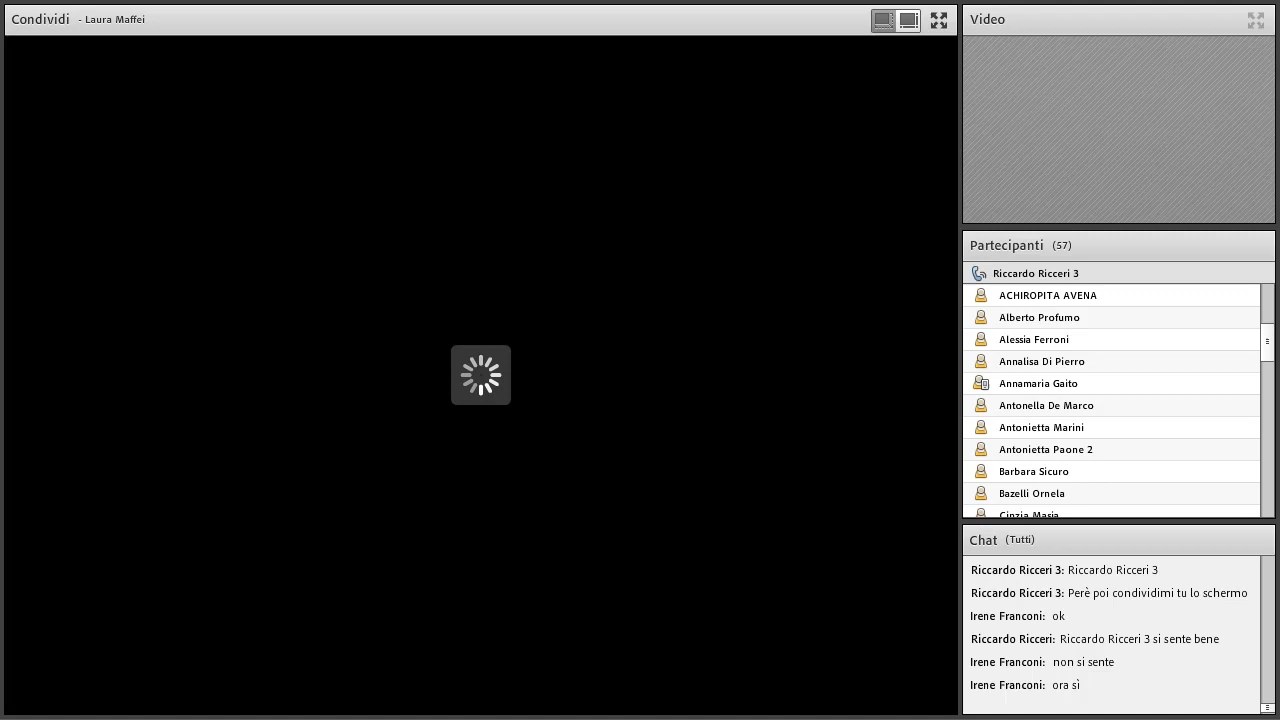 Condividi - Laura Maffei
Video
Partecipanti (57)
Riccardo Ricceri 3
ACHIROPITA AVENA
Alberto Profumo
Alessia Ferroni
Annalisa Di Pierro
Annamaria Gaito
Antonella De Marco
Antonietta Marini
Antonietta Paone 2
Barbara Sicuro
Bazelli Ornela
Cinzia Masia
Chat (Tutti)
Riccardo Ricceri 3: Riccardo Ricceri 3
Riccardo Ricceri 3: Perè poi condividimi tu lo schermo
Irene Franconi: ok
Riccardo Ricceri: Riccardo Ricceri 3 si sente bene
Irene Franconi: non si sente
Irene Franconi: ora sì